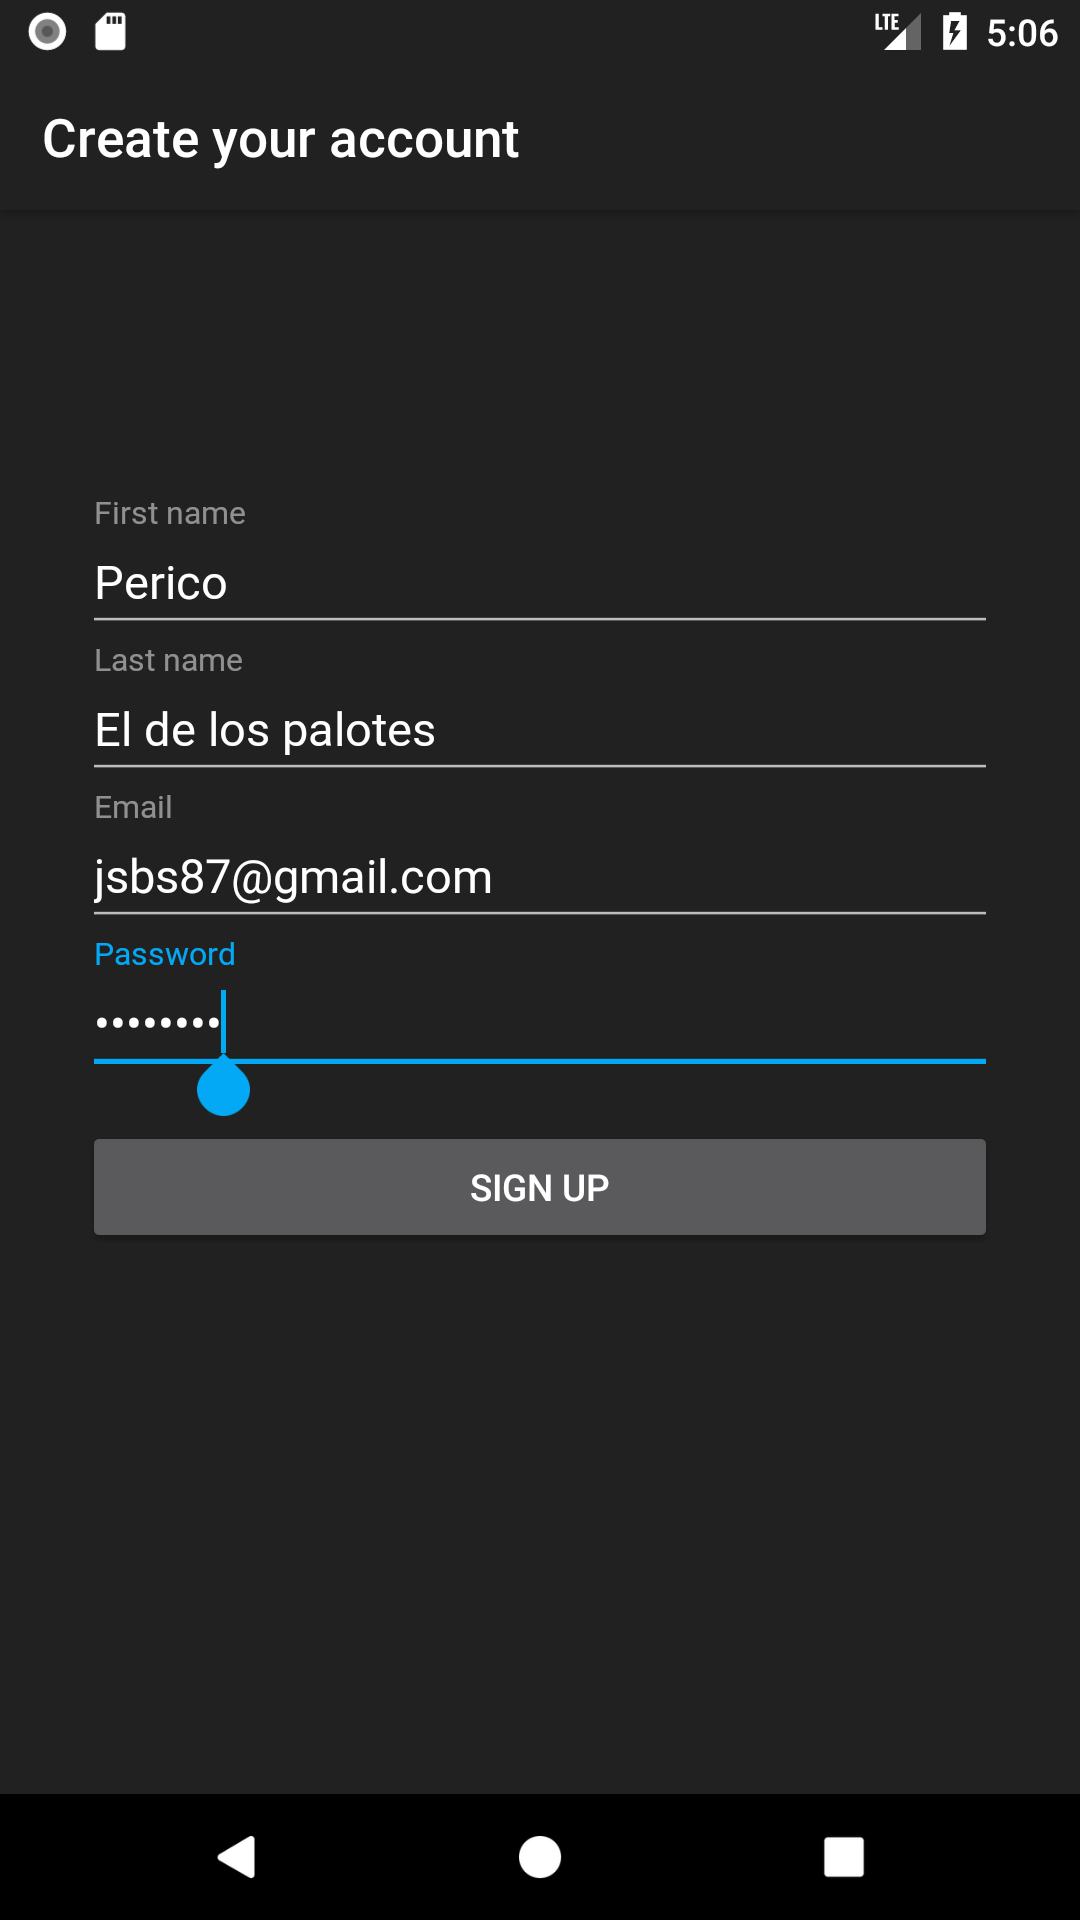 LTE 5:06
Create your account
First name
Perico
Last name
El de los palotes
Email
jsbs87@gmail.com
Password
••••••••
SIGN UP